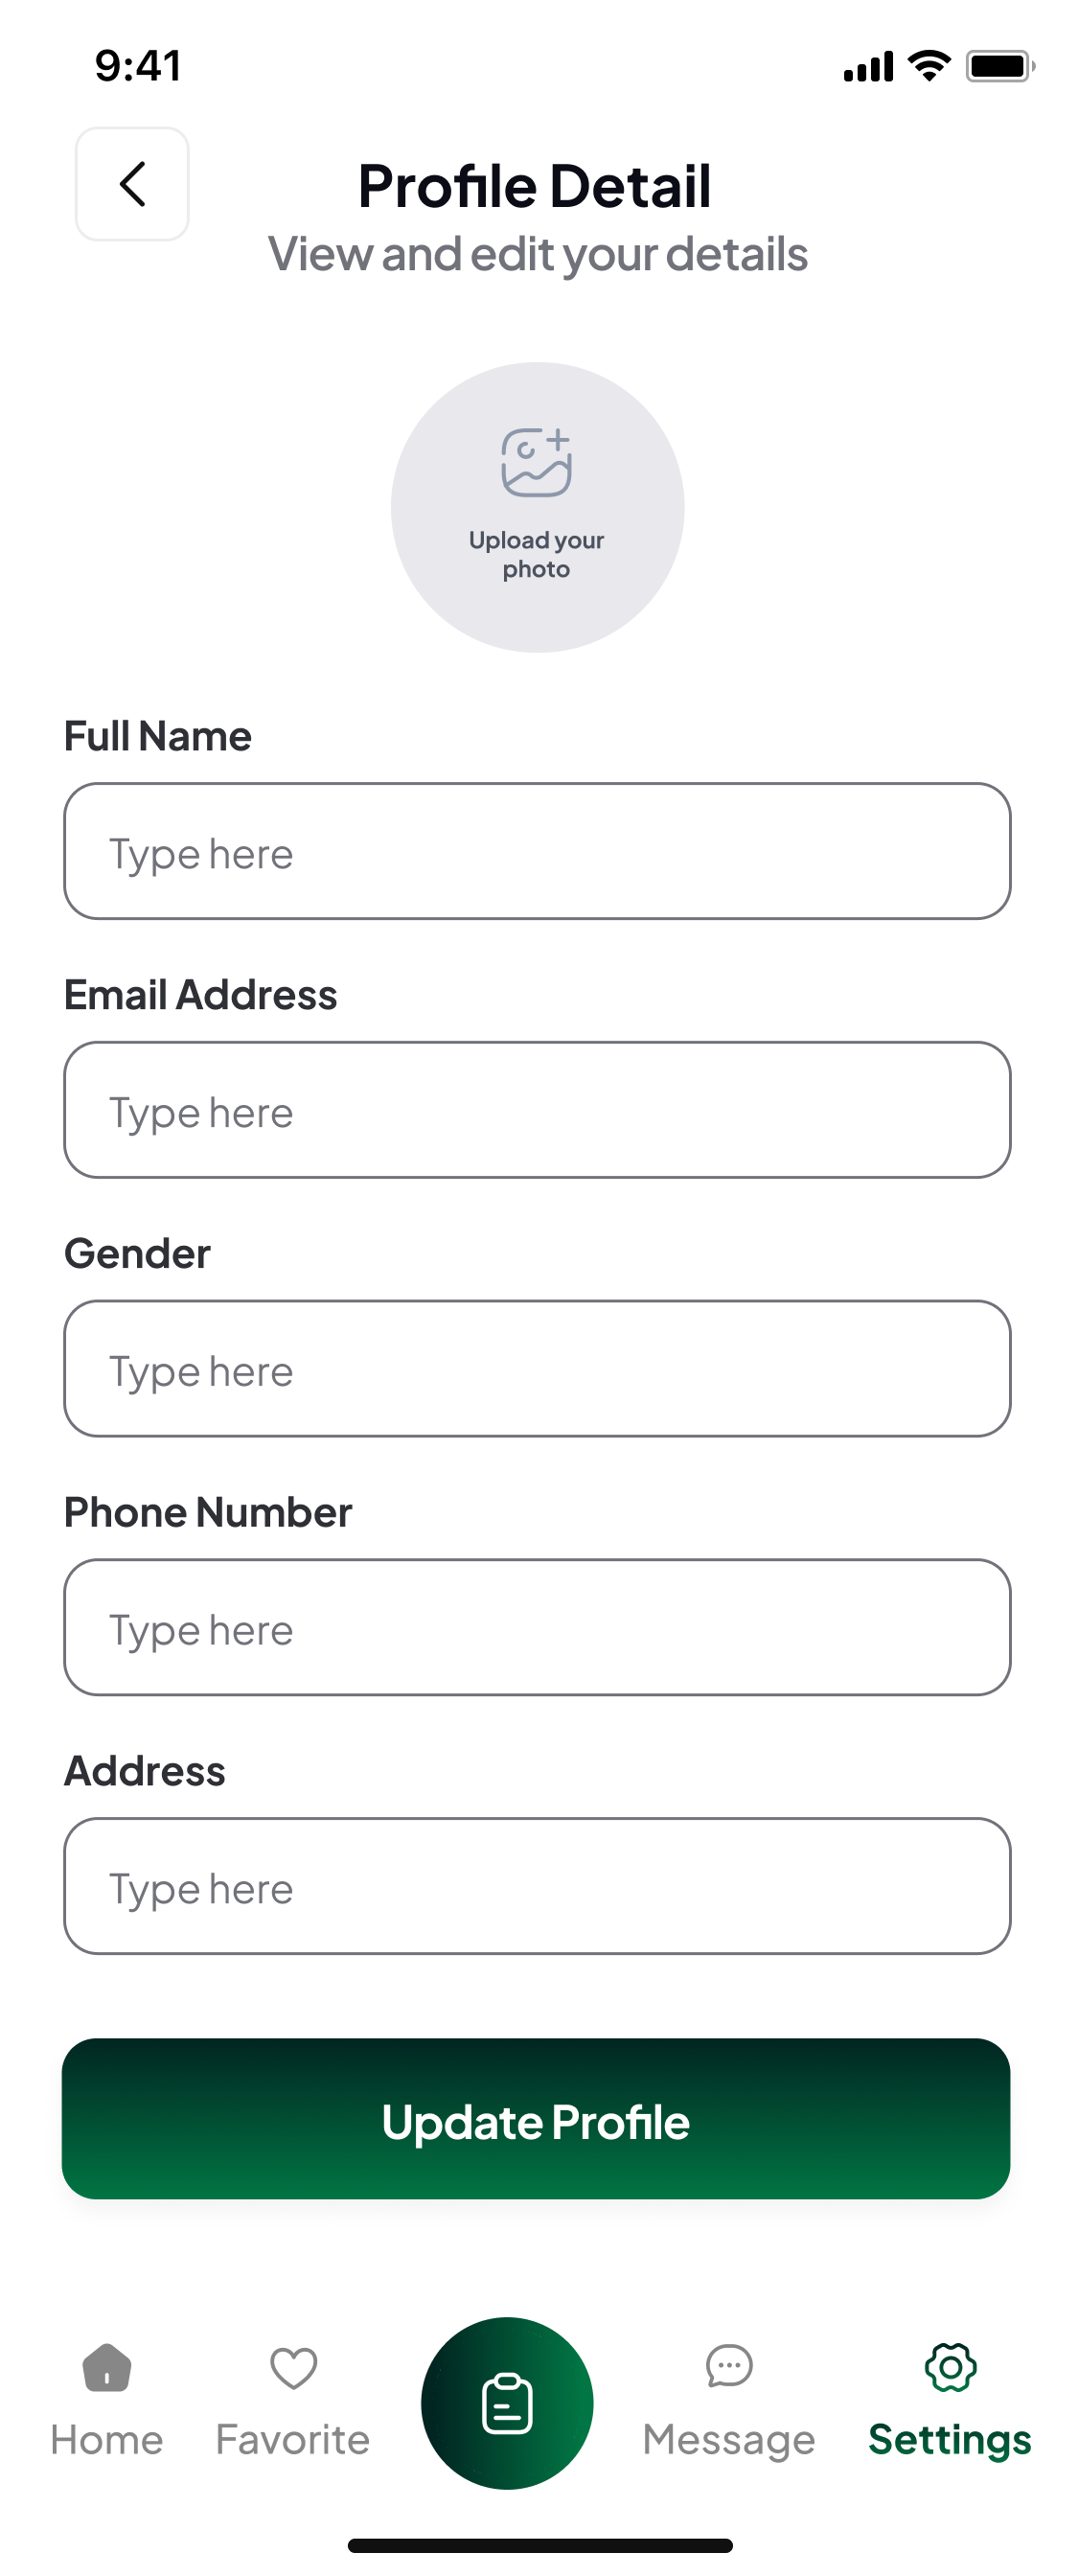 9:41
Profile Detail
View and edit your details
Upload your
photo
Full Name
Type here
Email Address
Type here
Gender
Type here
Phone Number
Type here
Address
Type here
Update Profile
Home
Favorite
Message
Settings